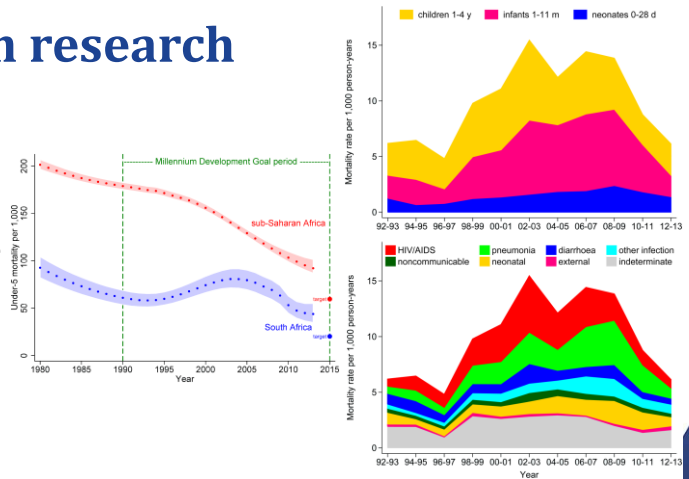 n research
children 1-4 y infants 1-11 m neonates 0-28 d
Mortality rate per 1,000 person-years
15
10
5
0
92-93 94-95 96-97 98-99 00-01 02-03 04-05 06-07 08-09 10-11 12-13
Under-5 mortality per 1.000
200
150
100
50
0
Millennium Development Goal period
sub-Saharan Africa
target
South Africa
target
1980 1985 1990 1995 2000 2005 2010 2015
Year
HIV/AIDS pneumonia diarrhoea other infection
noncommunicable neonatal external indeterminate
Mortality rate per 1,000 person-years
15
10
5
0
92-93 94-95 96-97 98-99 00-01 02-03 04-05 06-07 08-09 10-11 12-13
Year